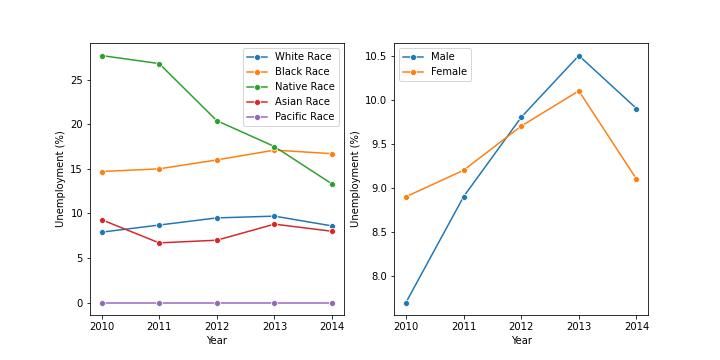 White Race
Black Race
Native Race
Asian Race
Pacific Race
Unemployment (%)
25
20
15
10
5
0
2010 2011 2012 2013 2014
Year
Male
Female
Unemployment (%)
10.5
10.0
9.5
9.0
8.5
8.0
2010 2011 2012 2013 2014
Year